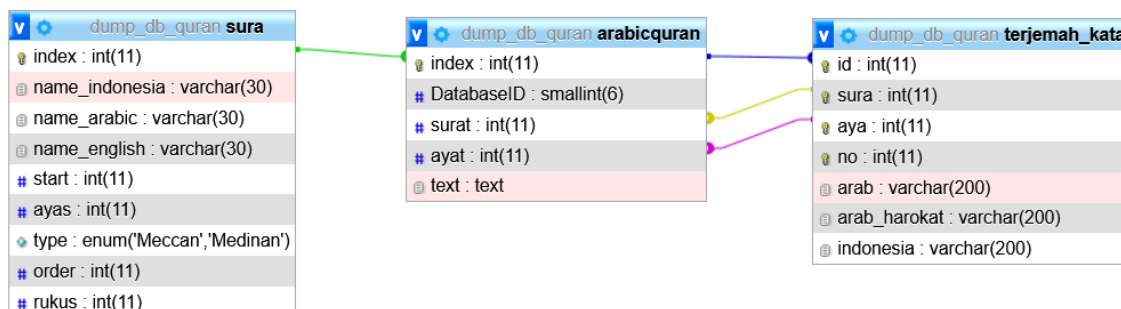 v dump_db_quran sura
index : int(11)
name_indonesia : varchar(30)
name_arabic : varchar(30)
name_english : varchar(30)
# start : int(11)
# ayas : int(11)
type : enum('Meccan','Medinan')
# order : int(11)
# rukus : int(11)
v dump_db_quran arabicquran
index : int(11)
# DatabaseID : smallint(6)
# surat : int(11)
# ayat : int(11)
text : text
v dump_db_quran terjemah_kata
id : int(11)
sura : int(11)
aya : int(11)
no : int(11)
arab : varchar(200)
arab_harokat : varchar(200)
indonesia : varchar(200)